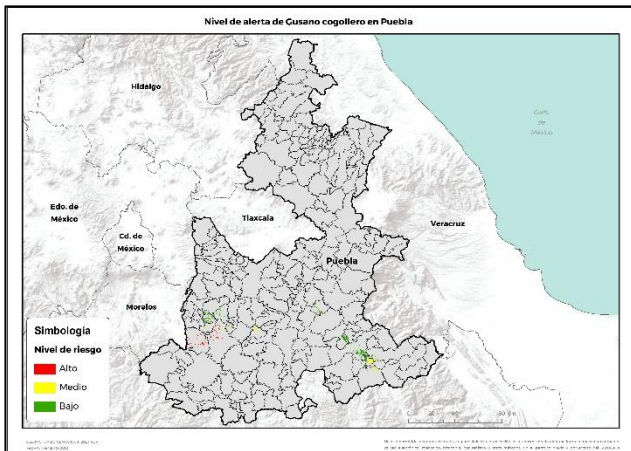 Nivel de alerta de Gusano cogollero en Puebla
Hidalgo
Golfo
de
México
Edo. de
México
Tlaxcala
Veracruz
Cd. de
México
Puebla
Morelos
Simbología
Nivel de riesgo
Alto
Medio
Bajo